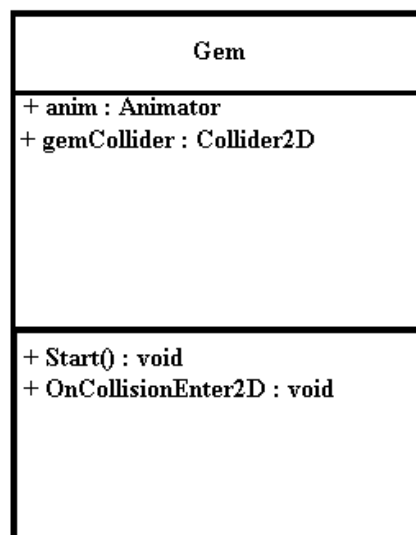 Gem
+ anim : Animator
+ gemCollider : Collider2D
+ Start() : void
+ OnCollisionEnter2D : void